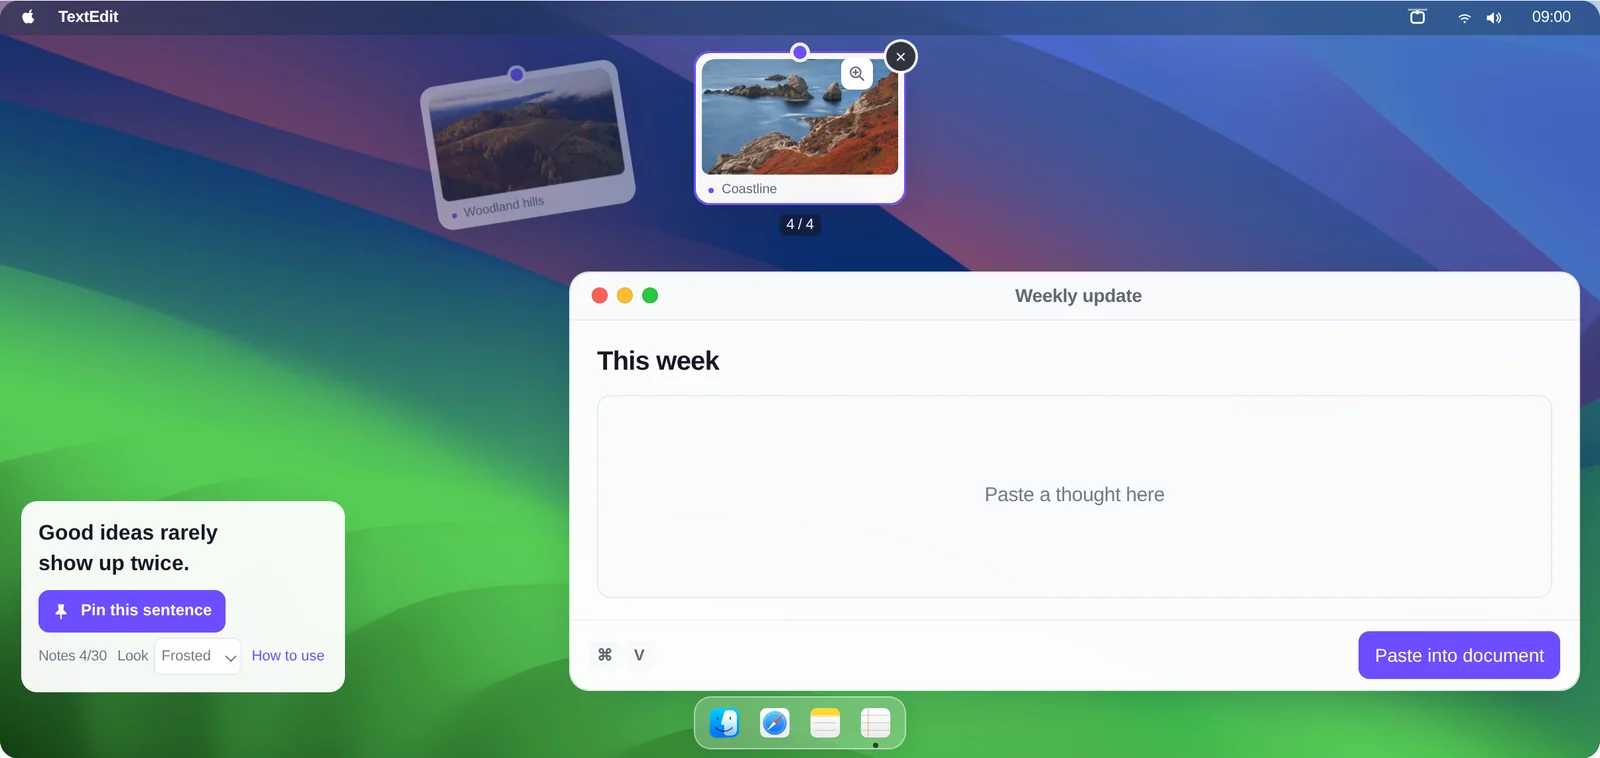 TextEdit
09:00
Woodland hills
Coastline
4 / 4
Weekly update
This week
Paste a thought here
Good ideas rarely
show up twice.
Pin this sentence
Notes 4/30 Look Frosted How to use
⌘ V
Paste into document